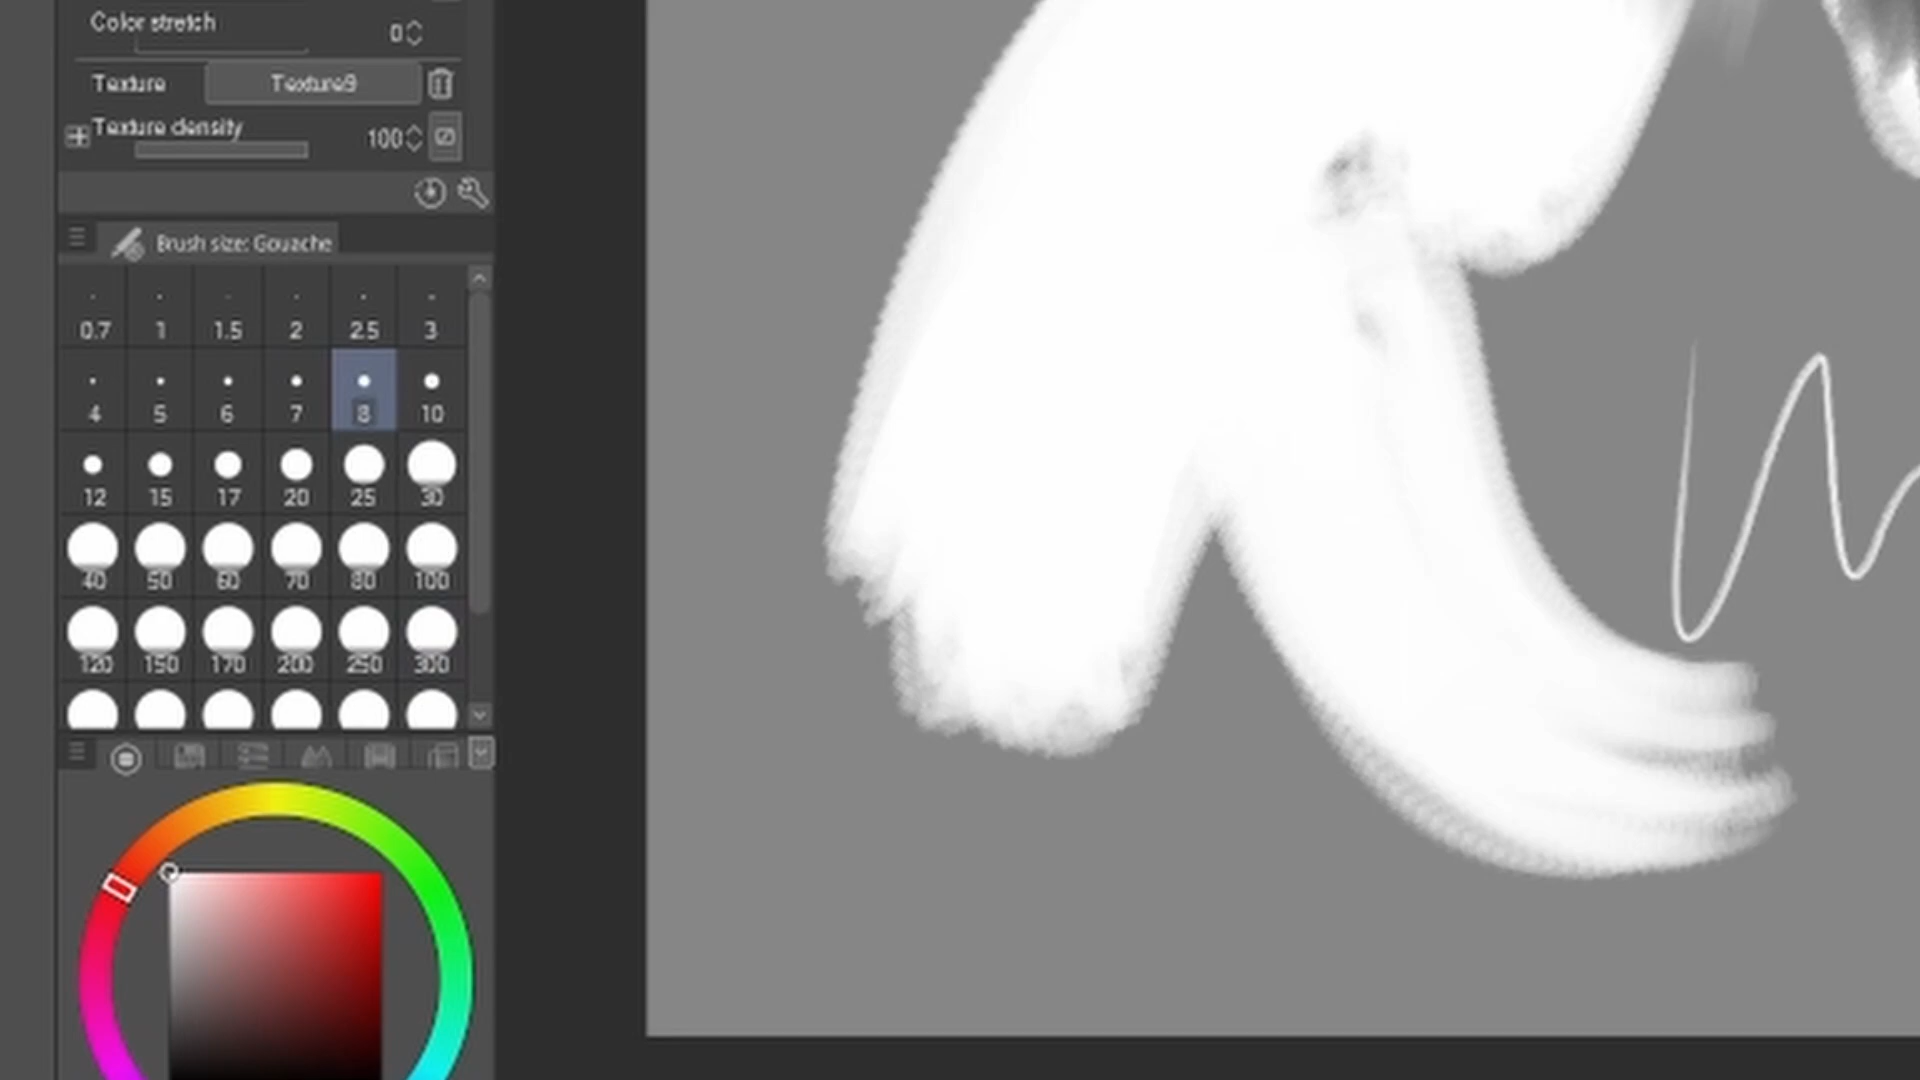 Color stretch 0
Texture Texture9
Texture density 100
Brush size: Gouache
0.7 1 1.5 2 2.5 3
4 5 6 7 8 10
12 15 17 20 25 30
40 50 60 70 80 100
120 150 170 200 250 300